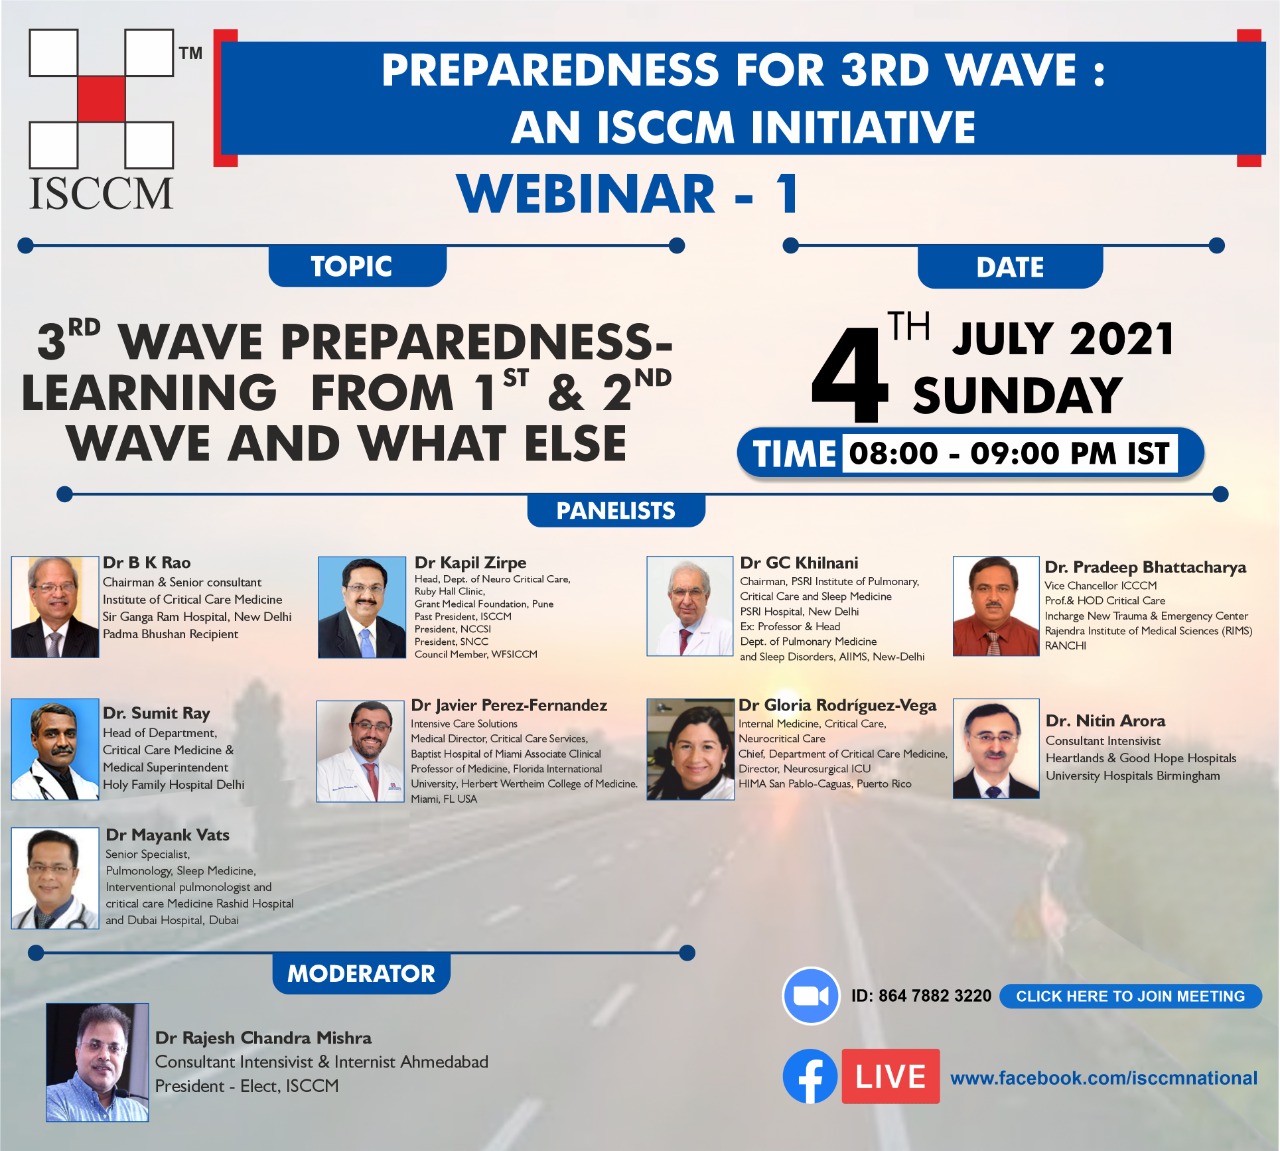 TM
ISCCM
PREPAREDNESS FOR 3RD WAVE :
AN ISCCM INITIATIVE
WEBINAR - 1
TOPIC
3RD WAVE PREPAREDNESS-
LEARNING FROM 1ST & 2ND
WAVE AND WHAT ELSE
DATE
4TH JULY 2021
SUNDAY
TIME 08:00 - 09:00 PM IST
PANELISTS
Dr B K Rao
Chairman & Senior consultant
Institute of Critical Care Medicine
Sir Ganga Ram Hospital, New Delhi
Padma Bhushan Recipient
Dr Kapil Zirpe
Head, Dept. of Neuro Critical Care,
Ruby Hall Clinic,
Grant Medical Foundation, Pune
Past President, ISCCM
President, NCCSI
President, SNCC
Council Member, WFSICCM
Dr GC Khilnani
Chairman, PSRI Institute of Pulmonary,
Critical Care and Sleep Medicine
PSRI Hospital, New Delhi
Ex: Professor & Head
Dept. of Pulmonary Medicine
and Sleep Disorders, AIIMS, New-Delhi
Dr. Pradeep Bhattacharya
Vice Chancellor ICCCM
Prof.& HOD Critical Care
Incharge New Trauma & Emergency Center
Rajendra Institute of Medical Sciences (RIMS)
RANCHI
Dr. Sumit Ray
Head of Department,
Critical Care Medicine &
Medical Superintendent
Holy Family Hospital Delhi
Dr Javier Perez-Fernandez
Intensive Care Solutions
Medical Director, Critical Care Services,
Baptist Hospital of Miami Associate Clinical
Professor of Medicine, Florida International
University, Herbert Wertheim College of Medicine.
Miami, FL USA
Dr Gloria Rodríguez-Vega
Internal Medicine, Critical Care,
Neurocritical Care
Chief, Department of Critical Care Medicine,
Director, Neurosurgical ICU
HIMA San Pablo-Caguas, Puerto Rico
Dr. Nitin Arora
Consultant Intensivist
Heartlands & Good Hope Hospitals
University Hospitals Birmingham
Dr Mayank Vats
Senior Specialist,
Pulmonology, Sleep Medicine,
Interventional pulmonologist and
critical care Medicine Rashid Hospital
and Dubai Hospital, Dubai
MODERATOR
Dr Rajesh Chandra Mishra
Consultant Intensivist & Internist Ahmedabad
President - Elect, ISCCM
ID: 864 7882 3220 CLICK HERE TO JOIN MEETING
LIVE www.facebook.com/isccmnational